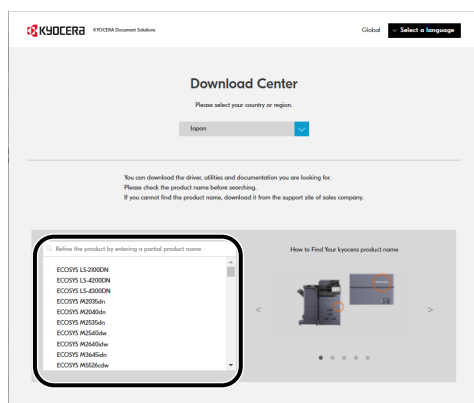 KYOCERA KYOCERA Document Solutions
Global Select a language
Download Center
Please select your country or region.
Japan
You can download the driver, utilities and documentation you are looking for.
Please check the product name before searching.
If you cannot find the product name, download it from the support site of sales company.
Refine the product by entering a partial product name
How to Find Your kyocera product name
ECOSYS LS-2100DN
ECOSYS LS-4200DN
ECOSYS LS-4300DN
ECOSYS M2035dn
ECOSYS M2040dn
ECOSYS M2535dn
ECOSYS M2540dw
ECOSYS M2640idw
ECOSYS M3645idn
ECOSYS M5526cdw